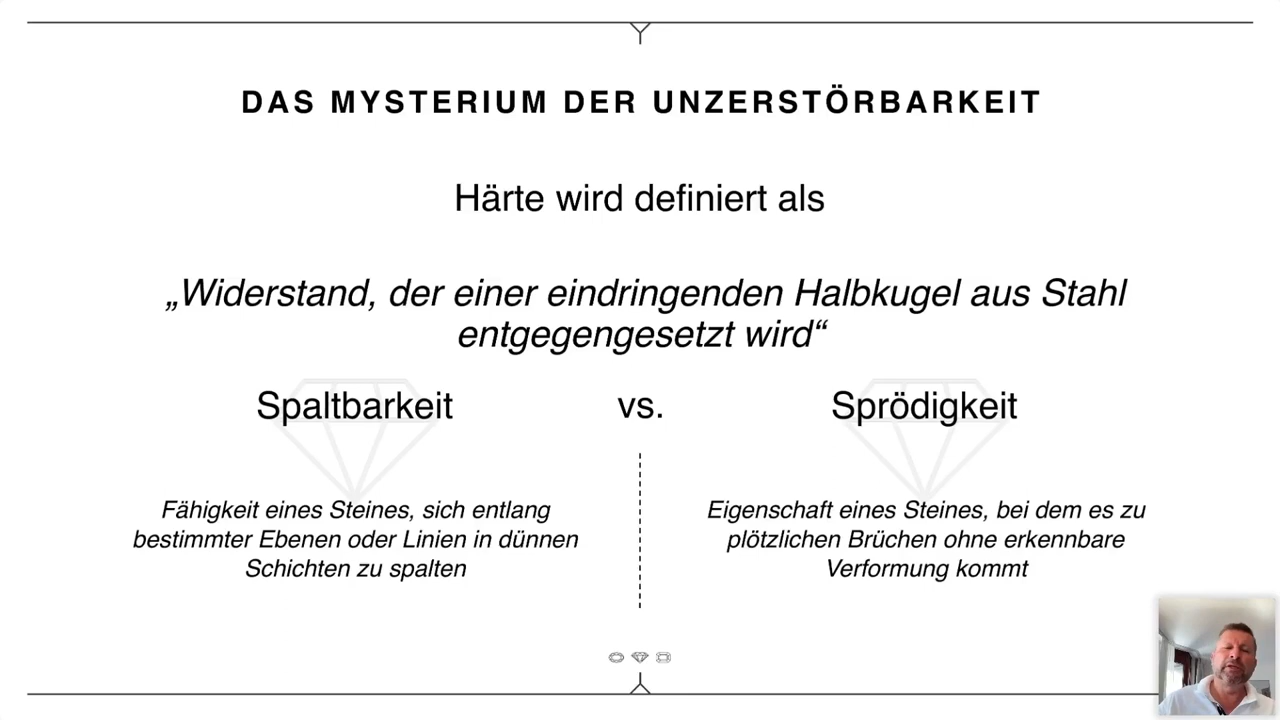 DAS MYSTERIUM DER UNZERSTÖRBARKEIT
Härte wird definiert als
„Widerstand, der einer eindringenden Halbkugel aus Stahl
entgegengesetzt wird“
Spaltbarkeit
vs.
Sprödigkeit
Fähigkeit eines Steines, sich entlang
bestimmter Ebenen oder Linien in dünnen
Schichten zu spalten
Eigenschaft eines Steines, bei dem es zu
plötzlichen Brüchen ohne erkennbare
Verformung kommt